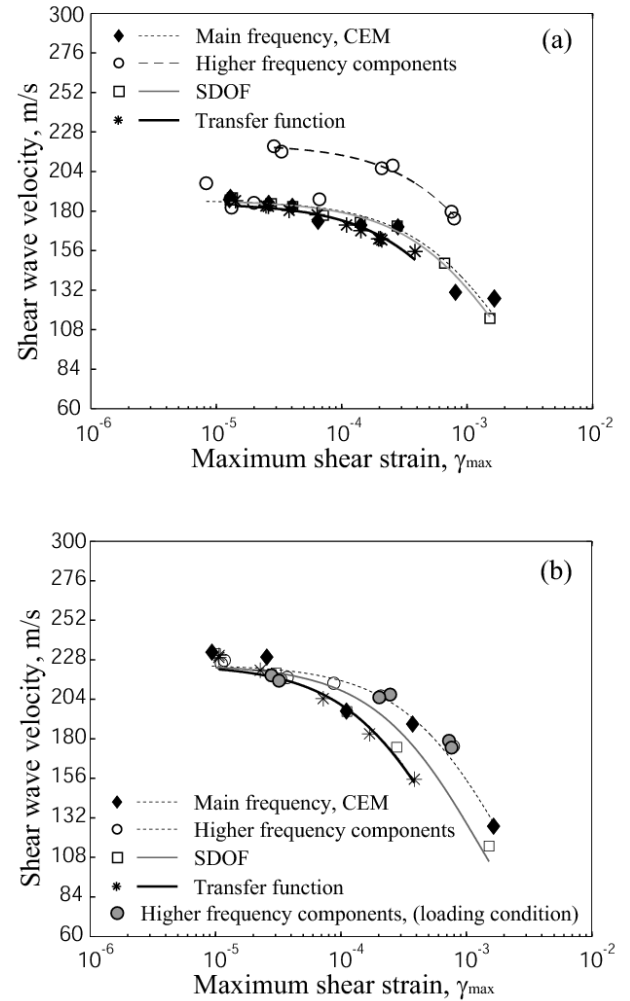 300
276
252
228
204
180
156
132
108
84
60
Shear wave velocity, m/s
(a)
Main frequency, CEM
Higher frequency components
SDOF
Transfer function
10-6 10-5 10-4 10-3 10-2
Maximum shear strain, γmax
300
276
252
228
204
180
156
132
108
84
60
Shear wave velocity, m/s
(b)
Main frequency, CEM
Higher frequency components
SDOF
Transfer function
Higher frequency components, (loading condition)
10-6 10-5 10-4 10-3 10-2
Maximum shear strain, γmax